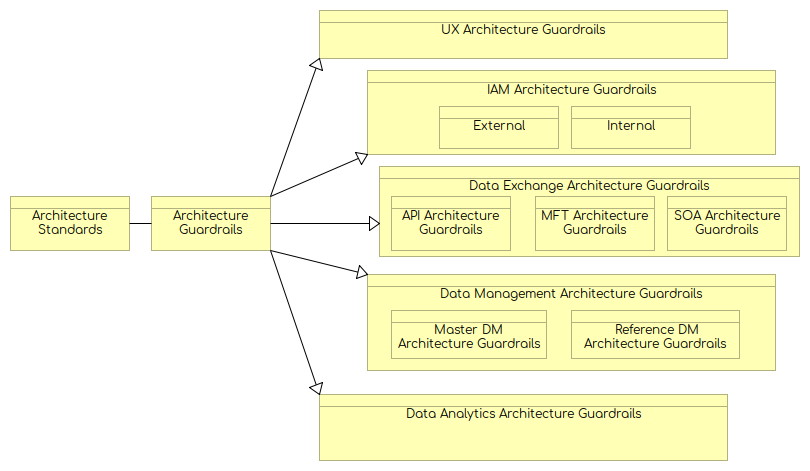 UX Architecture Guardrails
IAM Architecture Guardrails
External
Internal
Data Exchange Architecture Guardrails
API Architecture
Guardrails
MFT Architecture
Guardrails
SOA Architecture
Guardrails
Architecture
Standards
Architecture
Guardrails
Data Management Architecture Guardrails
Master DM
Architecture Guardrails
Reference DM
Architecture Guardrails
Data Analytics Architecture Guardrails